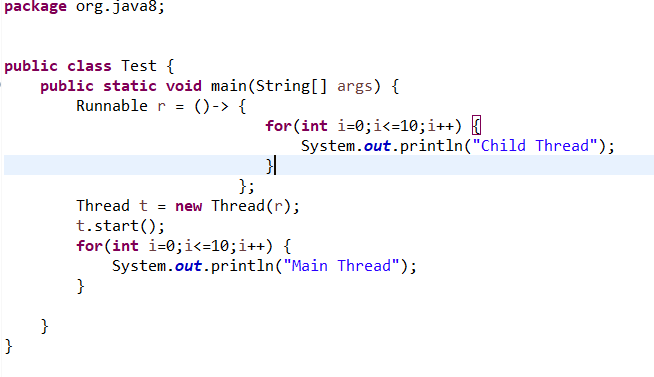 package org.java8;
public class Test {
public static void main(String[] args) {
Runnable r = ()-> {
for(int i=0;i<=10;i++) {
System.out.println("Child Thread");
}
};
Thread t = new Thread(r);
t.start();
for(int i=0;i<=10;i++) {
System.out.println("Main Thread");
}
}
}